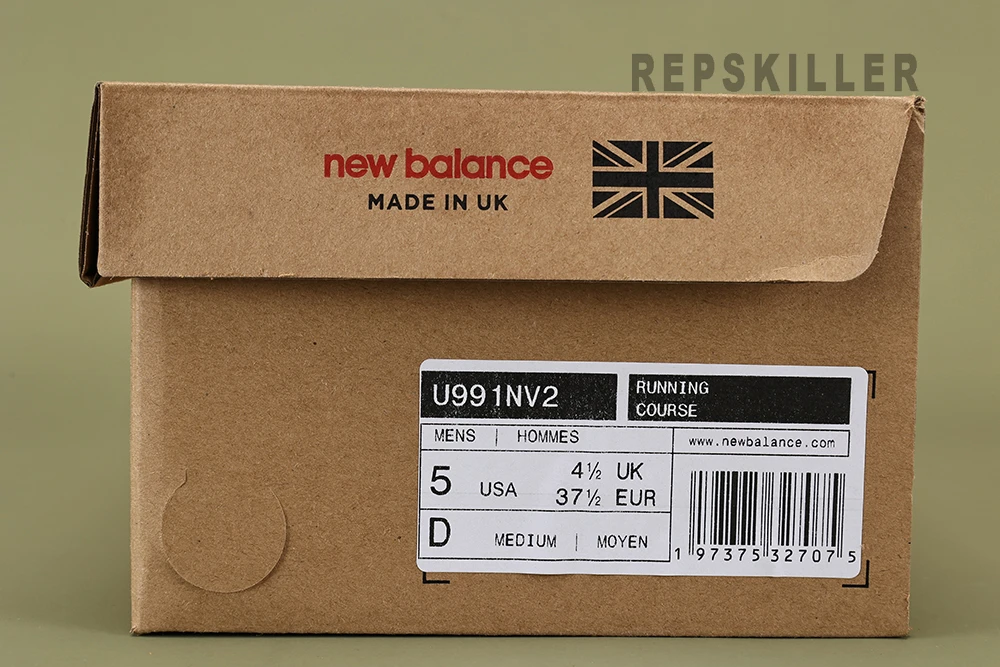 REPSKILLER
new balance
MADE IN UK
U991NV2
RUNNING
COURSE
MENS | HOMMES
www.newbalance.com
5 USA
4½ UK
37½ EUR
D MEDIUM | MOYEN
1 97375 32707 5